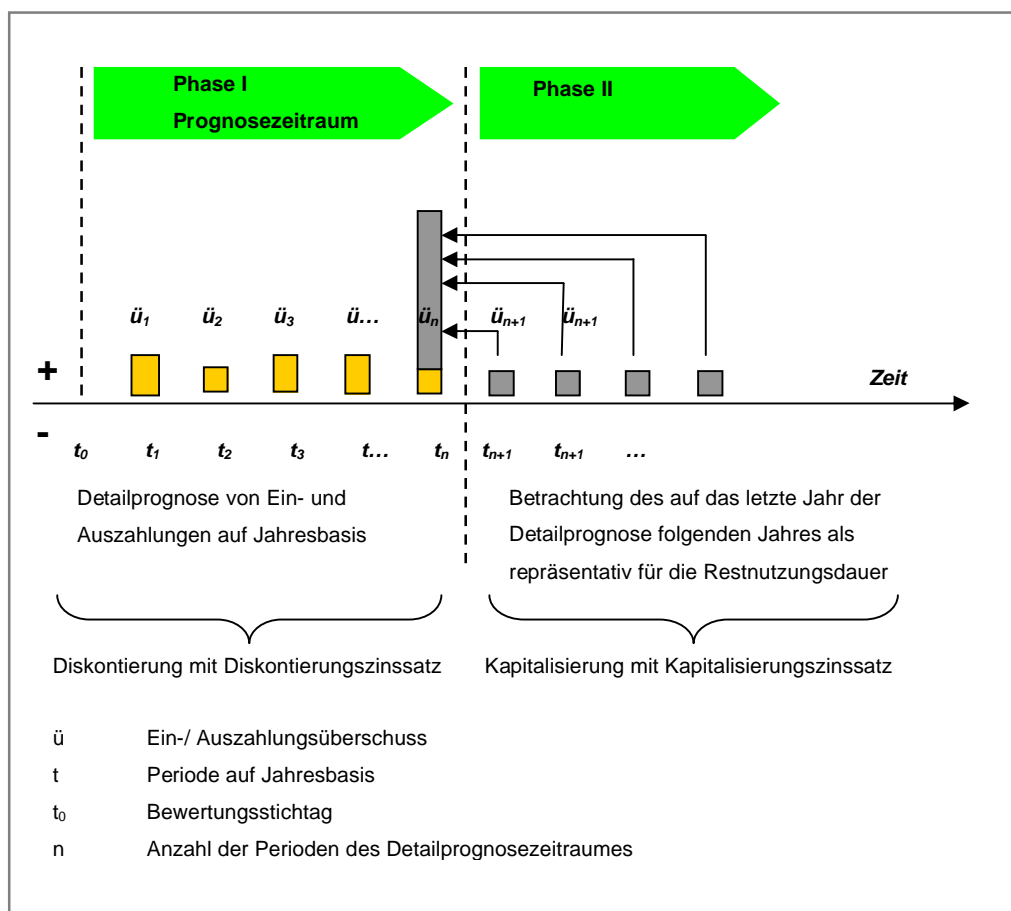 Phase I
Prognosezeitraum
Phase II
ü1 ü2 ü3 ü… ün ün+1 ün+1
+
Zeit
-
t0 t1 t2 t3 t… tn tn+1 tn+1 …
Detailprognose von Ein- und
Auszahlungen auf Jahresbasis
Betrachtung des auf das letzte Jahr der
Detailprognose folgenden Jahres als
repräsentativ für die Restnutzungsdauer
Diskontierung mit Diskontierungszinssatz
Kapitalisierung mit Kapitalisierungszinssatz
ü Ein-/ Auszahlungsüberschuss
t Periode auf Jahresbasis
t0 Bewertungsstichtag
n Anzahl der Perioden des Detailprognosezeitraumes